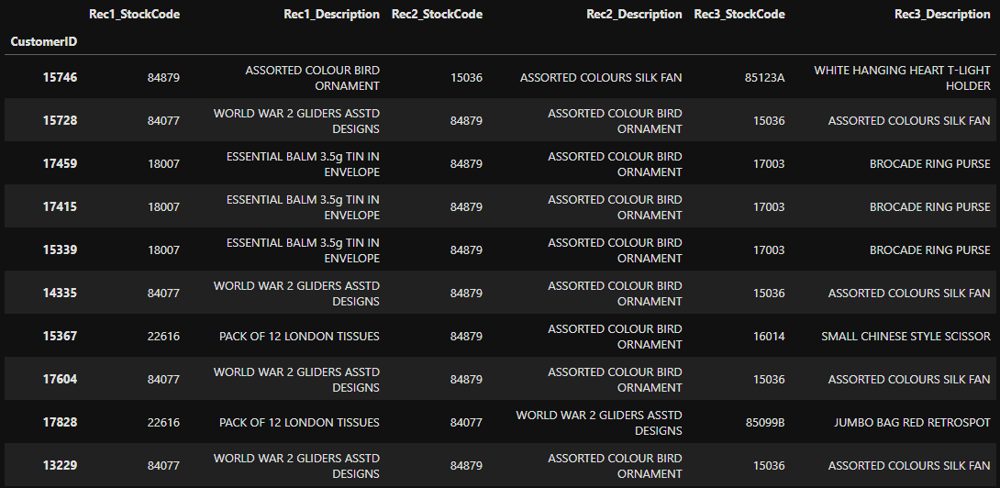 Rec1_StockCode Rec1_Description Rec2_StockCode Rec2_Description Rec3_StockCode Rec3_Description
CustomerID
15746 84879 ASSORTED COLOUR BIRD ORNAMENT 15036 ASSORTED COLOURS SILK FAN 85123A WHITE HANGING HEART T-LIGHT HOLDER
15728 84077 WORLD WAR 2 GLIDERS ASSTD DESIGNS 84879 ASSORTED COLOUR BIRD ORNAMENT 15036 ASSORTED COLOURS SILK FAN
17459 18007 ESSENTIAL BALM 3.5g TIN IN ENVELOPE 84879 ASSORTED COLOUR BIRD ORNAMENT 17003 BROCADE RING PURSE
17415 18007 ESSENTIAL BALM 3.5g TIN IN ENVELOPE 84879 ASSORTED COLOUR BIRD ORNAMENT 17003 BROCADE RING PURSE
15339 18007 ESSENTIAL BALM 3.5g TIN IN ENVELOPE 84879 ASSORTED COLOUR BIRD ORNAMENT 17003 BROCADE RING PURSE
14335 84077 WORLD WAR 2 GLIDERS ASSTD DESIGNS 84879 ASSORTED COLOUR BIRD ORNAMENT 15036 ASSORTED COLOURS SILK FAN
15367 22616 PACK OF 12 LONDON TISSUES 84879 ASSORTED COLOUR BIRD ORNAMENT 16014 SMALL CHINESE STYLE SCISSOR
17604 84077 WORLD WAR 2 GLIDERS ASSTD DESIGNS 84879 ASSORTED COLOUR BIRD ORNAMENT 15036 ASSORTED COLOURS SILK FAN
17828 22616 PACK OF 12 LONDON TISSUES 84077 WORLD WAR 2 GLIDERS ASSTD DESIGNS 85099B JUMBO BAG RED RETROSPOT
13229 84077 WORLD WAR 2 GLIDERS ASSTD DESIGNS 84879 ASSORTED COLOUR BIRD ORNAMENT 15036 ASSORTED COLOURS SILK FAN